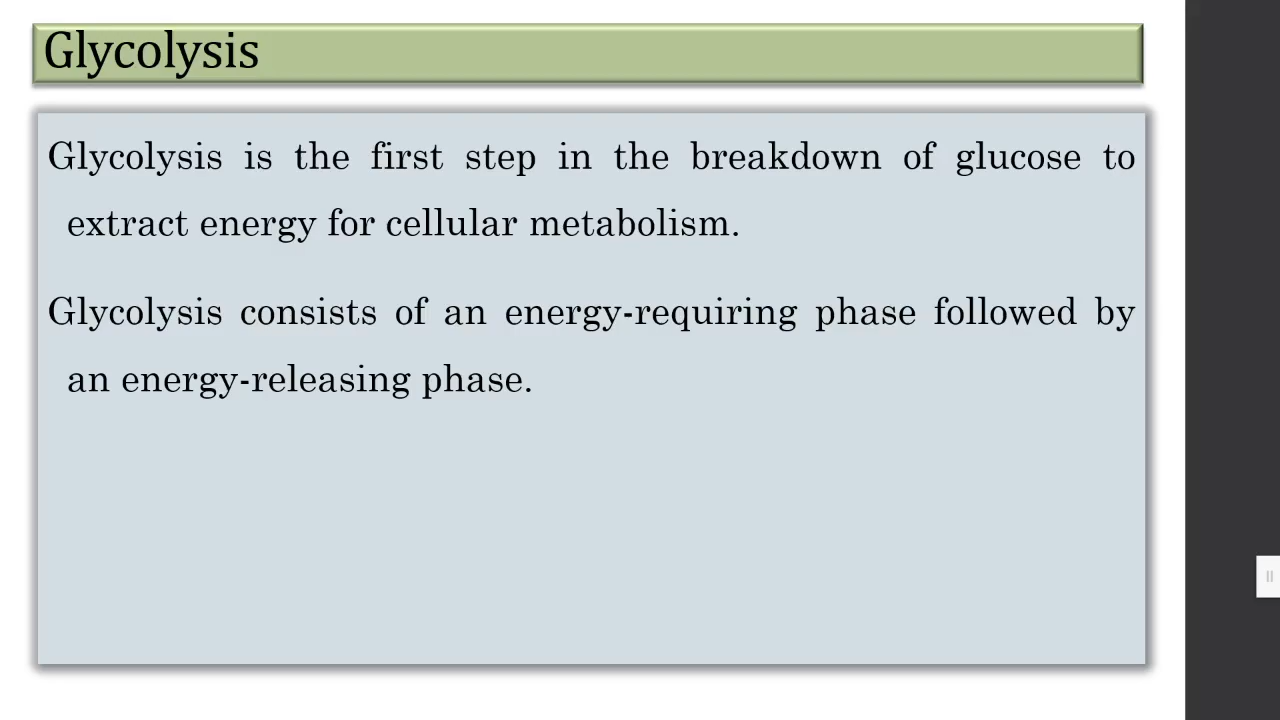 Glycolysis
Glycolysis is the first step in the breakdown of glucose to
extract energy for cellular metabolism.
Glycolysis consists of an energy-requiring phase followed by
an energy-releasing phase.